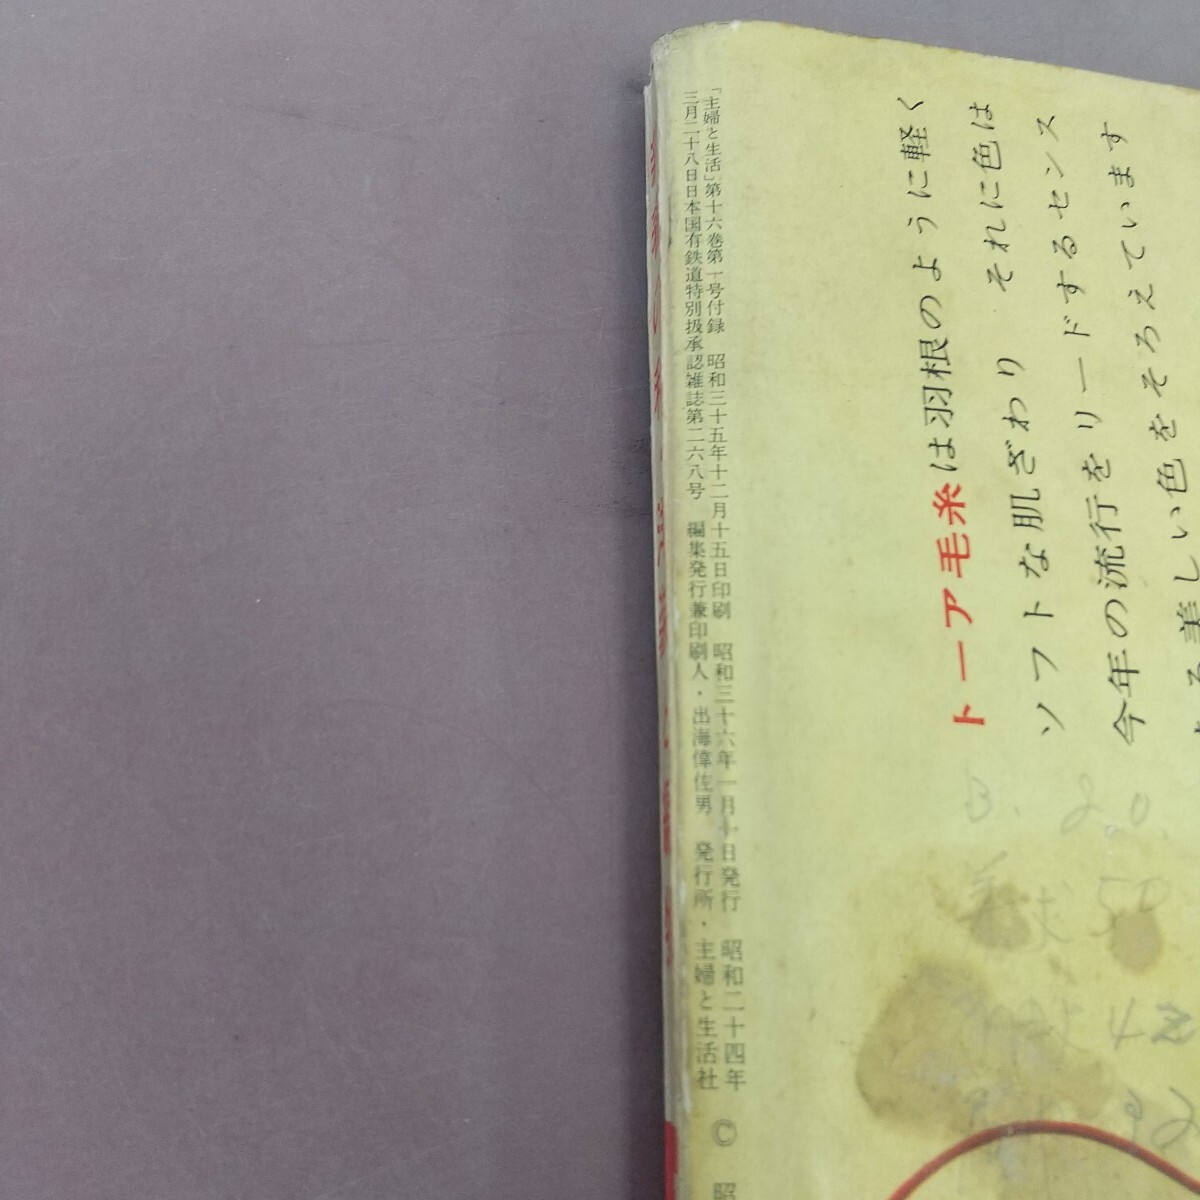 「主婦と生活」第十六巻第一号付録 昭和三十五年十二月十五日印刷 昭和三十六年一月十日発行 昭和二十四年
三月二十八日日本国有鉄道特別扱承認雑誌第二六八号 編集発行兼印刷人・出海偉佐男 発行所・主婦と生活社
© 昭
トーア毛糸は羽根のように軽く
ソフトな肌ざわり それに色は
今年の流行をリードするセンス
美しい色をそろえています
3. 20.
50